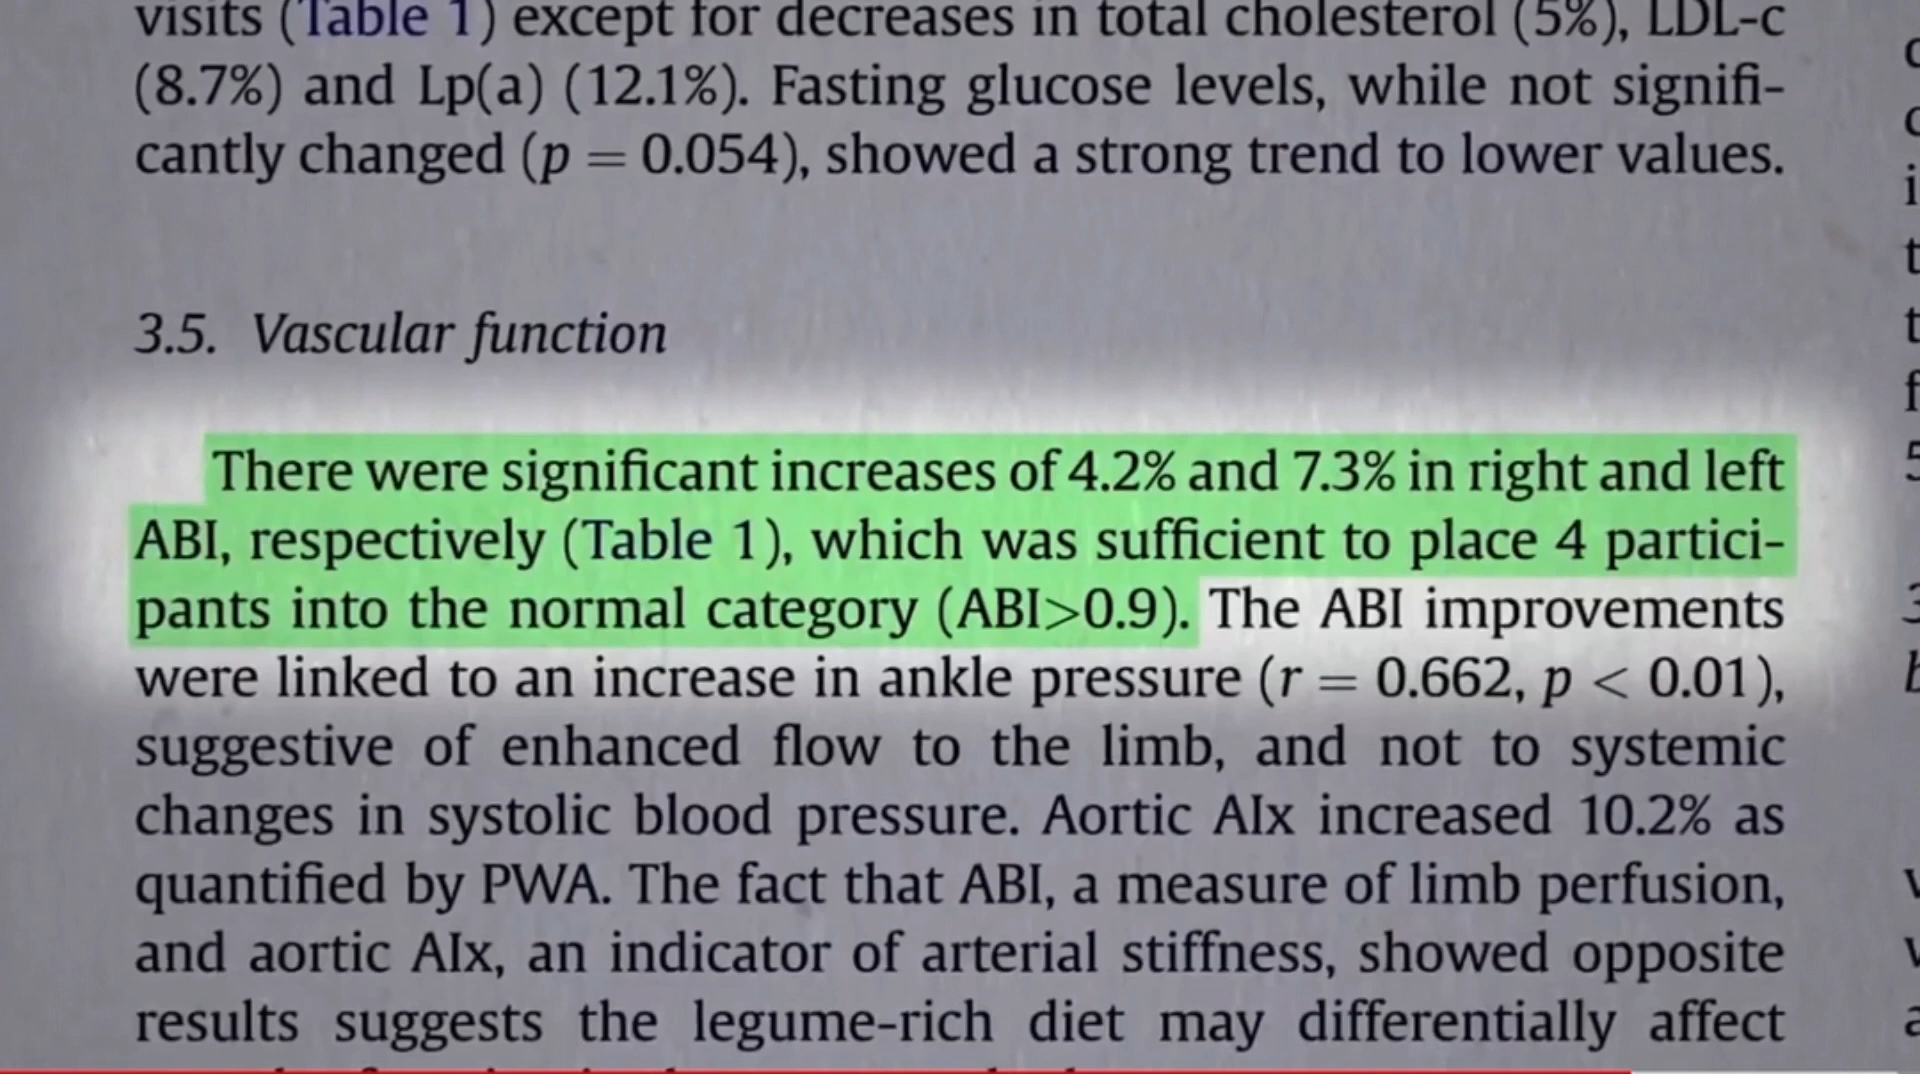 visits (Table 1) except for decreases in total cholesterol (5%), LDL-c
(8.7%) and Lp(a) (12.1%). Fasting glucose levels, while not signifi-
cantly changed (p = 0.054), showed a strong trend to lower values.
3.5. Vascular function
There were significant increases of 4.2% and 7.3% in right and left
ABI, respectively (Table 1), which was sufficient to place 4 partici-
pants into the normal category (ABI>0.9). The ABI improvements
were linked to an increase in ankle pressure (r = 0.662, p < 0.01),
suggestive of enhanced flow to the limb, and not to systemic
changes in systolic blood pressure. Aortic AIx increased 10.2% as
quantified by PWA. The fact that ABI, a measure of limb perfusion,
and aortic AIx, an indicator of arterial stiffness, showed opposite
results suggests the legume-rich diet may differentially affect